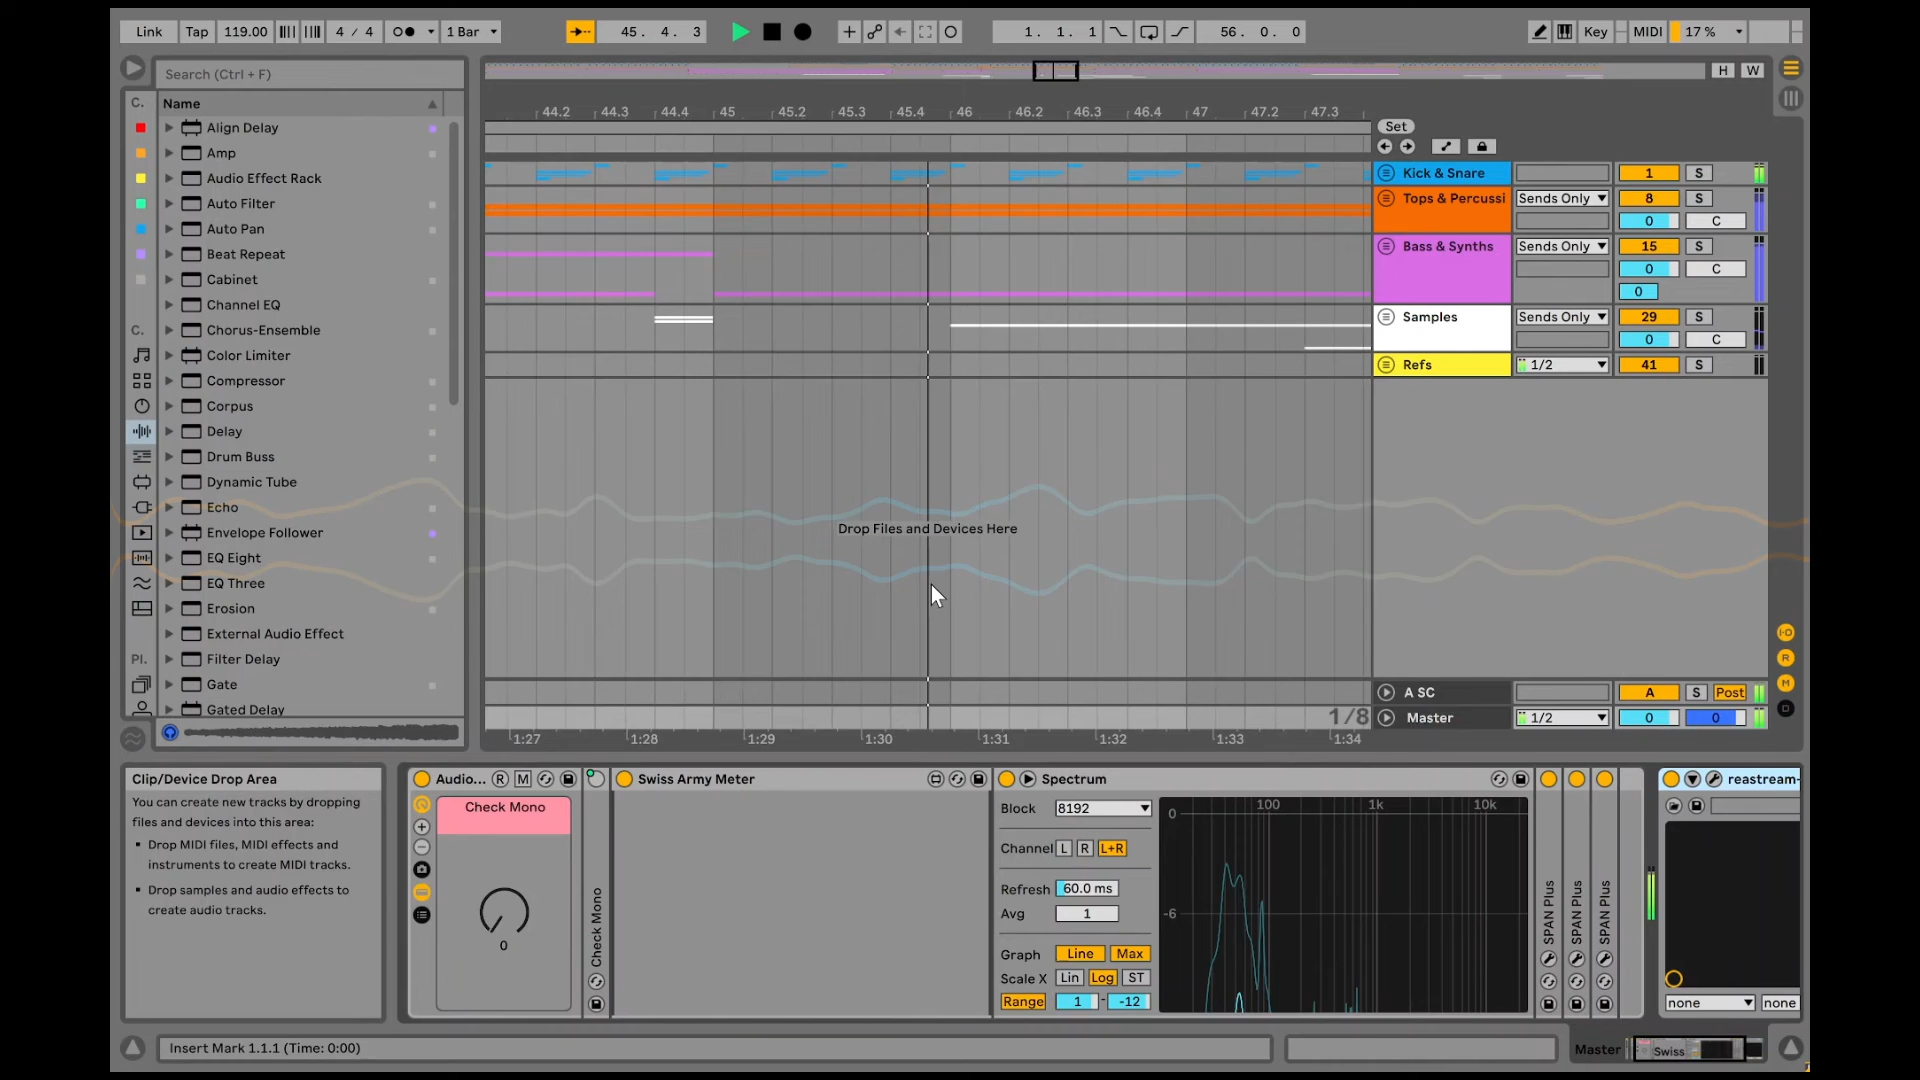 Link Tap 119.00 4 / 4 1 Bar 45. 4. 3 1. 1. 1 56. 0. 0 Key MIDI 17 %
Search (Ctrl + F)
H W
C. Name
44.2 44.3 44.4 45 45.2 45.3 45.4 46 46.2 46.3 46.4 47 47.2 47.3
Set
Align Delay
Amp
Audio Effect Rack
Auto Filter
Auto Pan
Beat Repeat
Cabinet
Channel EQ
C. Chorus-Ensemble
Color Limiter
Compressor
Corpus
Delay
Drum Buss
Dynamic Tube
Echo
Envelope Follower
EQ Eight
EQ Three
Erosion
External Audio Effect
Pl. Filter Delay
Gate
Gated Delay
Kick & Snare 1 S
Tops & Percussi Sends Only 8 S
0 C
Bass & Synths Sends Only 15 S
0 C
0
Samples Sends Only 29 S
0 C
Refs 1/2 41 S
Drop Files and Devices Here
I-O
R
M
D
A SC A S Post
1/8 Master 1/2 0 0
1:27 1:28 1:29 1:30 1:31 1:32 1:33 1:34
Clip/Device Drop Area
You can create new tracks by dropping
files and devices into this area:
Drop MIDI files, MIDI effects and
instruments to create MIDI tracks.
Drop samples and audio effects to
create audio tracks.
Audio... R M
Check Mono
0
Check Mono
Swiss Army Meter
Spectrum
Block 8192
Channel L R L+R
Refresh 60.0 ms
Avg 1
Graph Line Max
Scale X Lin Log ST
Range 1 - -12
100 1k 10k
0
-6
SPAN Plus
SPAN Plus
SPAN Plus
reastream-
none none
Insert Mark 1.1.1 (Time: 0:00)
Master Swiss